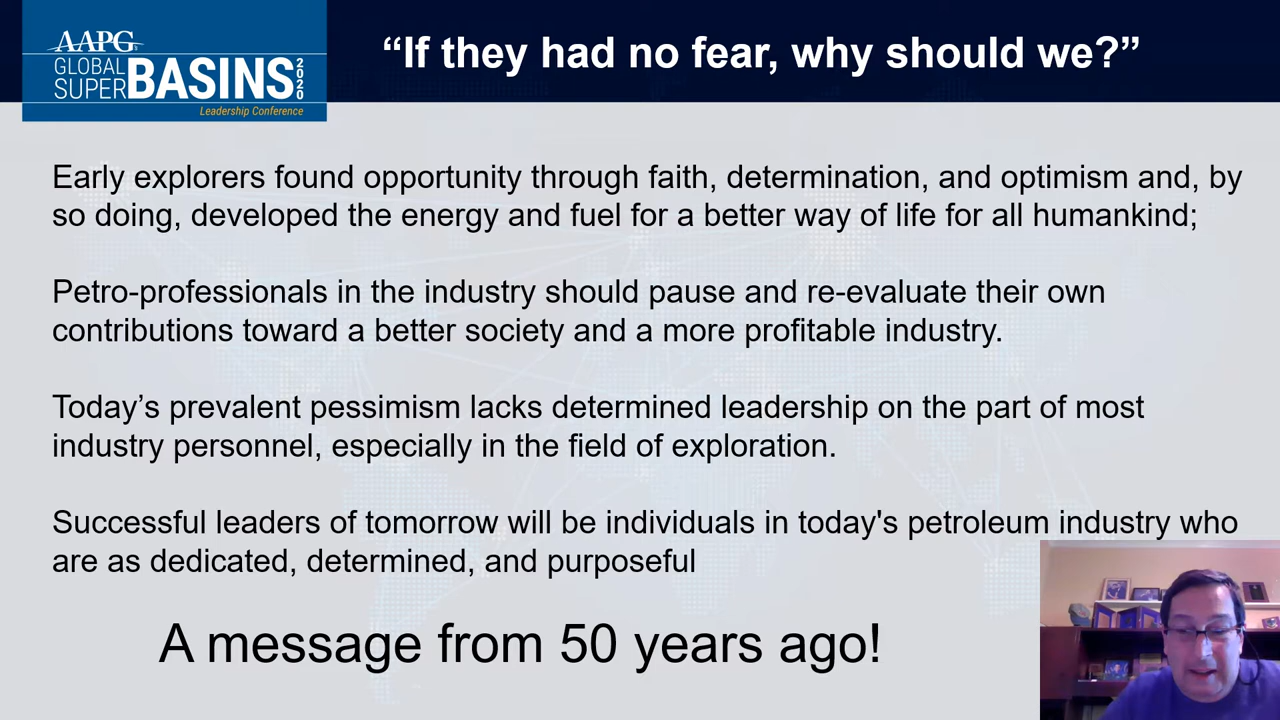 AAPG
GLOBAL
SUPER BASINS 2020
Leadership Conference
“If they had no fear, why should we?”
Early explorers found opportunity through faith, determination, and optimism and, by
so doing, developed the energy and fuel for a better way of life for all humankind;
Petro-professionals in the industry should pause and re-evaluate their own
contributions toward a better society and a more profitable industry.
Today’s prevalent pessimism lacks determined leadership on the part of most
industry personnel, especially in the field of exploration.
Successful leaders of tomorrow will be individuals in today's petroleum industry who
are as dedicated, determined, and purposeful
A message from 50 years ago!